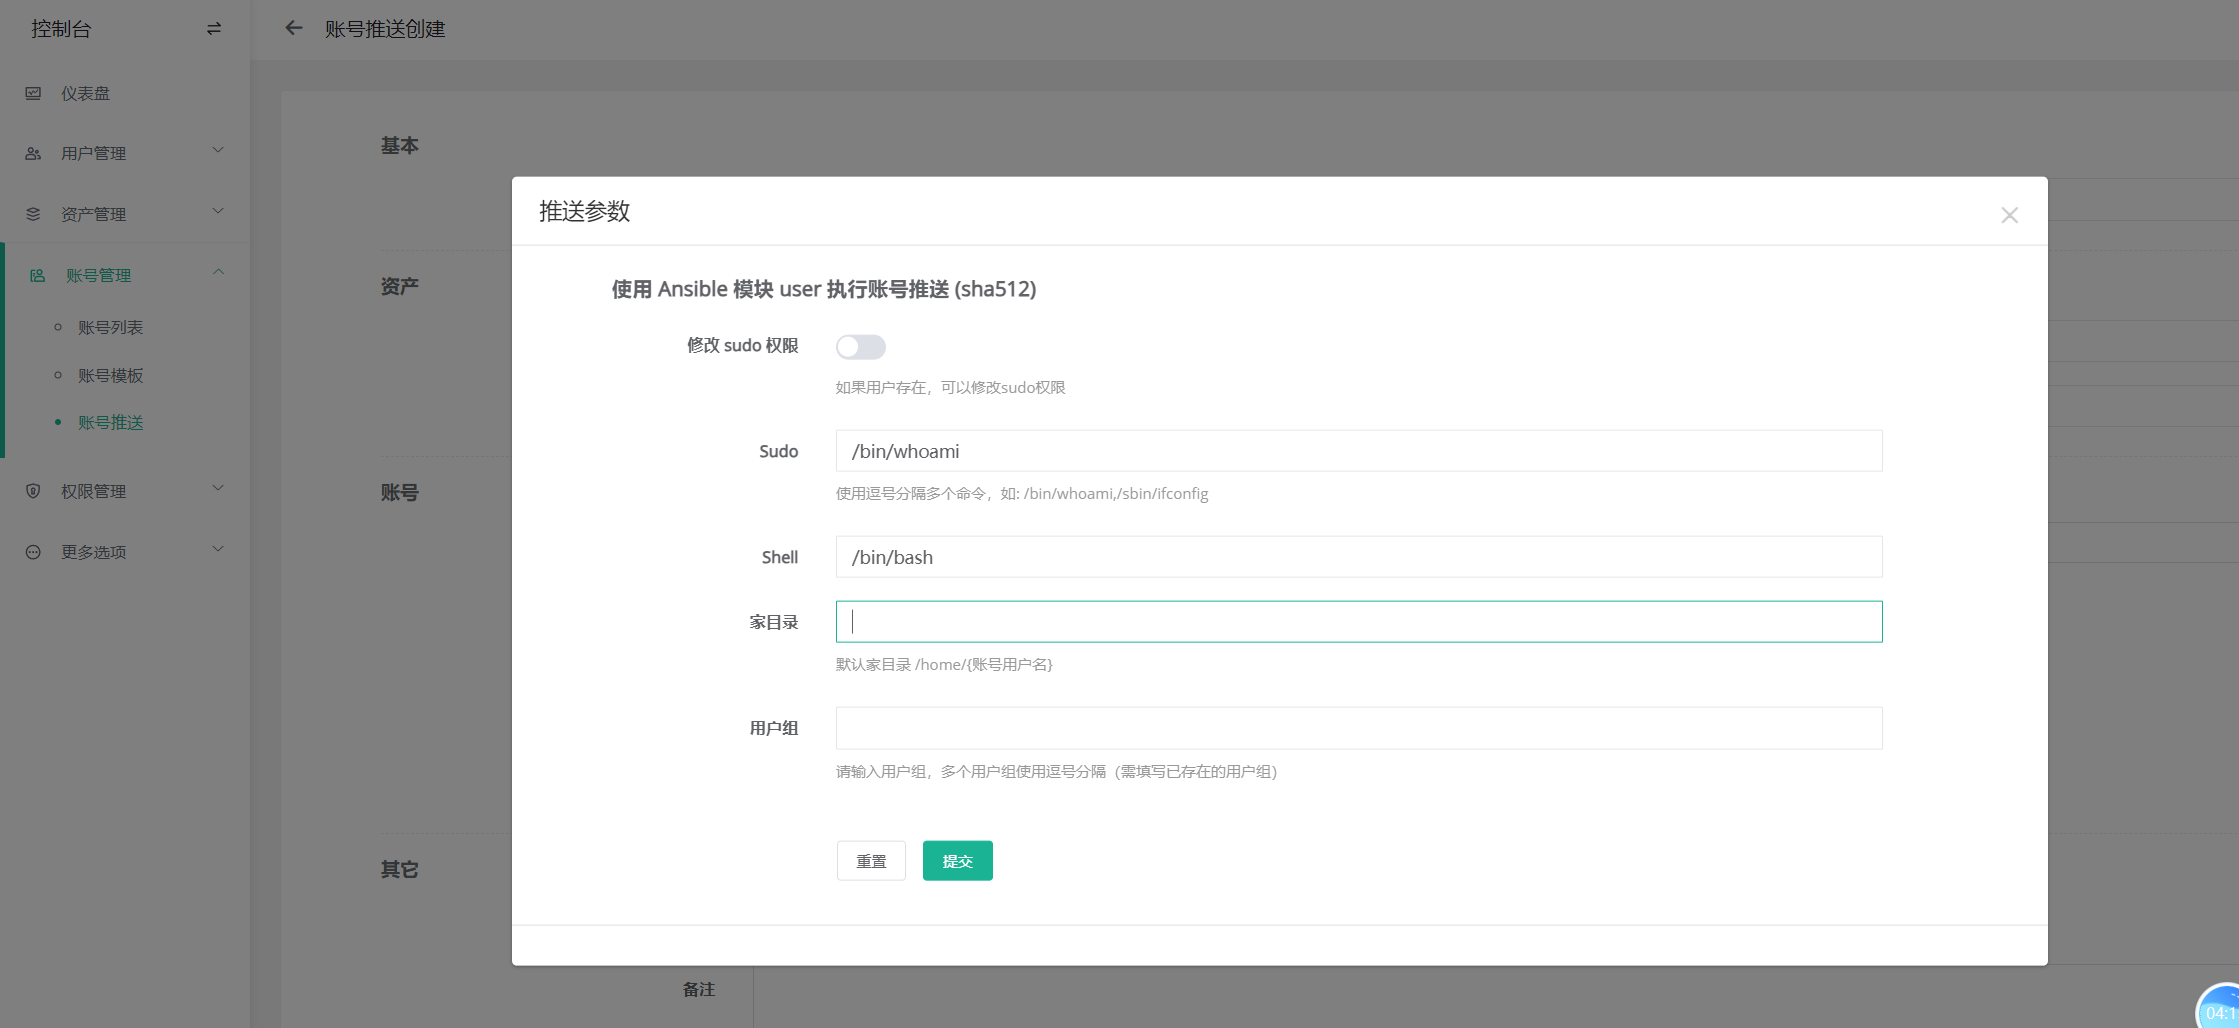 控制台
账号推送创建
仪表盘
用户管理
资产管理
账号管理
账号列表
账号模板
账号推送
权限管理
更多选项
基本
资产
账号
其它
推送参数
使用 Ansible 模块 user 执行账号推送 (sha512)
修改 sudo 权限
如果用户存在，可以修改sudo权限
Sudo
/bin/whoami
使用逗号分隔多个命令，如: /bin/whoami,/sbin/ifconfig
Shell
/bin/bash
家目录
默认家目录 /home/{账号用户名}
用户组
请输入用户组，多个用户组使用逗号分隔（需填写已存在的用户组）
重置
提交
备注